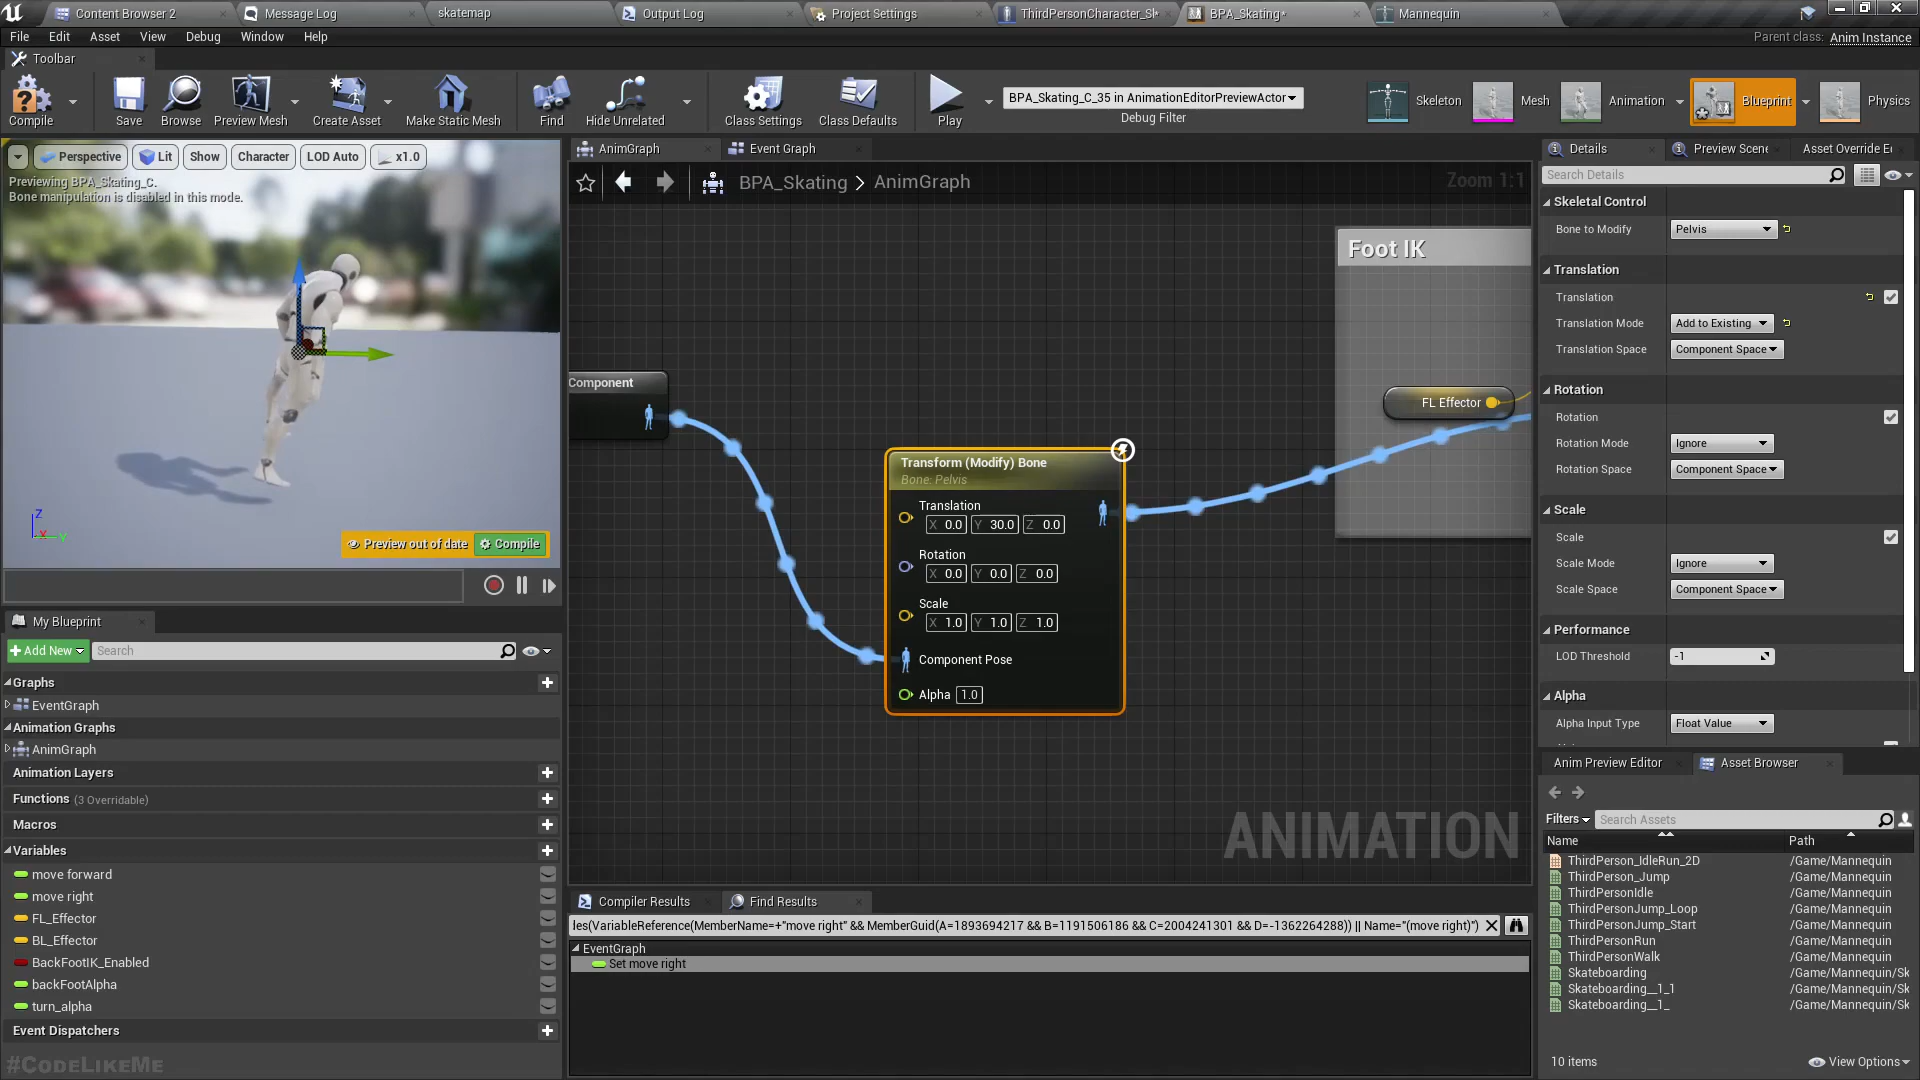 Content Browser 2
Message Log
skatemap
Output Log
Project Settings
ThirdPersonCharacter_Sk*
BPA_Skating*
Mannequin
File Edit Asset View Debug Window Help
Parent class: Anim Instance
Toolbar
Compile
Save
Browse
Preview Mesh
Create Asset
Make Static Mesh
Find
Hide Unrelated
Class Settings
Class Defaults
Play
BPA_Skating_C_35 in AnimationEditorPreviewActor
Debug Filter
Skeleton
Mesh
Animation
Blueprint
Physics
Perspective
Lit
Show
Character
LOD Auto
x1.0
Previewing BPA_Skating_C.
Bone manipulation is disabled in this mode.
Z
X
Y
Preview out of date
Compile
AnimGraph
Event Graph
BPA_Skating > AnimGraph
Zoom 1:1
Component
Foot IK
FL Effector
Transform (Modify) Bone
Bone: Pelvis
Translation
X 0.0 Y 30.0 Z 0.0
Rotation
X 0.0 Y 0.0 Z 0.0
Scale
X 1.0 Y 1.0 Z 1.0
Component Pose
Alpha 1.0
ANIMATION
My Blueprint
Add New
Search
Graphs
EventGraph
Animation Graphs
AnimGraph
Animation Layers
Functions (3 Overridable)
Macros
Variables
move forward
move right
FL_Effector
BL_Effector
BackFootIK_Enabled
backFootAlpha
turn_alpha
Event Dispatchers
#CodeLikeMe
Compiler Results
Find Results
les(VariableReference(MemberName=+"move right" && MemberGuid(A=1893694217 && B=1191506186 && C=2004241301 && D=-1362264288)) || Name="(move right)")
EventGraph
Set move right
Details
Preview Scene
Asset Override E
Search Details
Skeletal Control
Bone to Modify Pelvis
Translation
Translation
Translation Mode Add to Existing
Translation Space Component Space
Rotation
Rotation
Rotation Mode Ignore
Rotation Space Component Space
Scale
Scale
Scale Mode Ignore
Scale Space Component Space
Performance
LOD Threshold -1
Alpha
Alpha Input Type Float Value
Anim Preview Editor
Asset Browser
Filters
Search Assets
Name Path
ThirdPerson_IdleRun_2D /Game/Mannequin
ThirdPerson_Jump /Game/Mannequin
ThirdPersonIdle /Game/Mannequin
ThirdPersonJump_Loop /Game/Mannequin
ThirdPersonJump_Start /Game/Mannequin
ThirdPersonRun /Game/Mannequin
ThirdPersonWalk /Game/Mannequin
Skateboarding /Game/Mannequin/Sk
Skateboarding__1_1 /Game/Mannequin/Sk
Skateboarding__1_ /Game/Mannequin/Sk
10 items
View Options